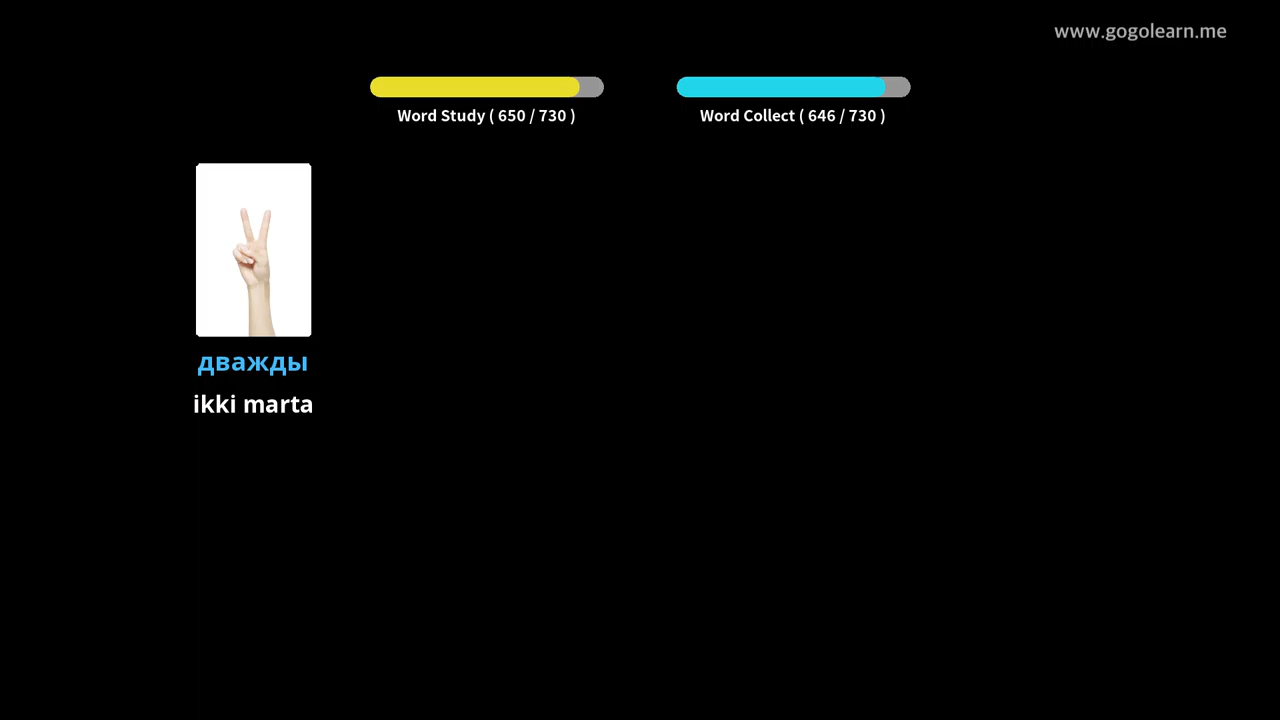 www.gogolearn.me
Word Study ( 650 / 730 )
Word Collect ( 646 / 730 )
дважды
ikki marta